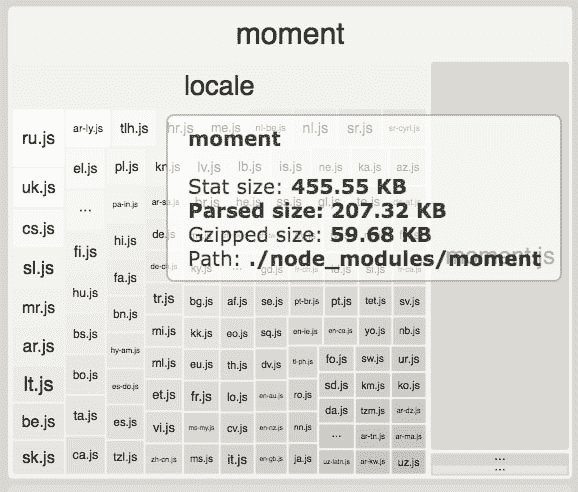 moment
locale
ru.js ar-ly.js tlh.js hr.js me.js nl-be.js nl.js sr.js sr-cyrl.js
moment
uk.js el.js pl.js kn.js lv.js lb.js is.js ne.js ka.js az.js
Stat size: 455.55 KB
... pa-in.js ar-sa.js
Parsed size: 207.32 KB
cs.js hi.js de.js
Gzipped size: 59.68 KB
sl.js fi.js fa.js
Path: ./node_modules/moment
moment.js
mr.js hu.js bn.js tr.js bg.js af.js se.js pt-br.js pt.js tet.js sv.js
ar.js bs.js hy-am.js mi.js kk.js eo.js sq.js en-ie.js en-ca.js yo.js nb.js
lt.js bo.js es-do.js ml.js eu.js th.js dv.js tl-ph.js fo.js sw.js ur.js
et.js fr.js lo.js en-au.js ro.js sd.js km.js ko.js
be.js ta.js es.js vi.js ms-my.js cv.js en-nz.js nn.js da.js tzm.js ar-dz.js
... ar-tn.js ar-ma.js
sk.js ca.js tzl.js zh-cn.js ms.js it.js en-gb.js ja.js uz-latn.js ar-kw.js uz.js
...
...